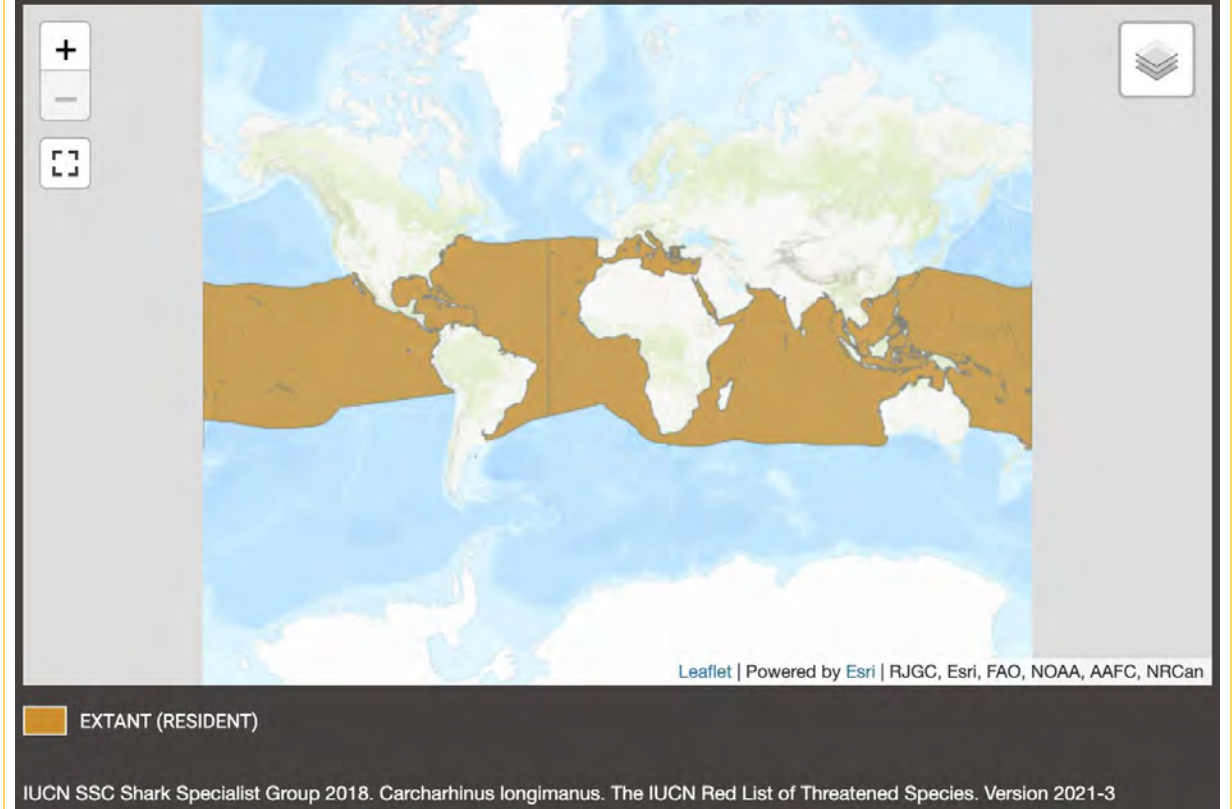 +
−
Leaflet | Powered by Esri | RJGC, Esri, FAO, NOAA, AAFC, NRCan
EXTANT (RESIDENT)
IUCN SSC Shark Specialist Group 2018. Carcharhinus longimanus. The IUCN Red List of Threatened Species. Version 2021-3